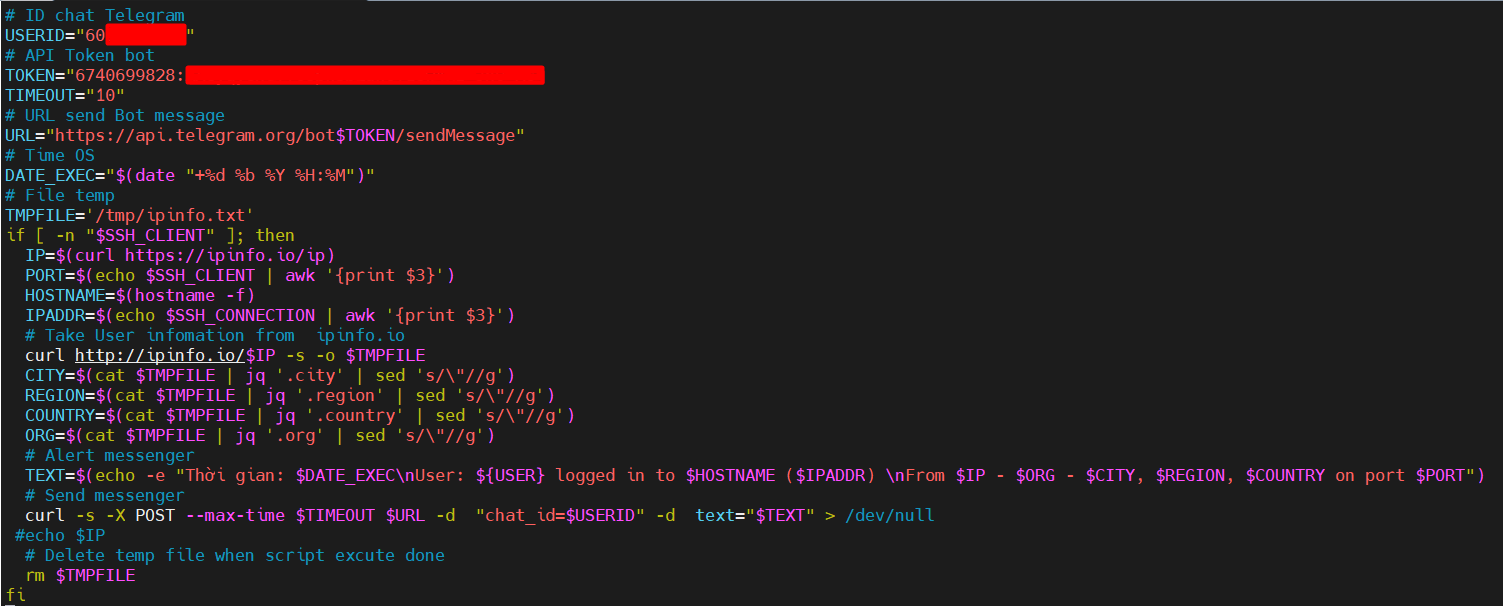 # ID chat Telegram
USERID="60"
# API Token bot
TOKEN="6740699828:
TIMEOUT="10"
# URL send Bot message
URL="https://api.telegram.org/bot$TOKEN/sendMessage"
# Time OS
DATE_EXEC="$(date "+%d %b %Y %H:%M")"
# File temp
TMPFILE='/tmp/ipinfo.txt'
if [ -n "$SSH_CLIENT" ]; then
  IP=$(curl https://ipinfo.io/ip)
  PORT=$(echo $SSH_CLIENT | awk '{print $3}')
  HOSTNAME=$(hostname -f)
  IPADDR=$(echo $SSH_CONNECTION | awk '{print $3}')
  # Take User infomation from  ipinfo.io
  curl http://ipinfo.io/$IP -s -o $TMPFILE
  CITY=$(cat $TMPFILE | jq '.city' | sed 's/\"//g')
  REGION=$(cat $TMPFILE | jq '.region' | sed 's/\"//g')
  COUNTRY=$(cat $TMPFILE | jq '.country' | sed 's/\"//g')
  ORG=$(cat $TMPFILE | jq '.org' | sed 's/\"//g')
  # Alert messenger
  TEXT=$(echo -e "Thời gian: $DATE_EXEC\nUser: ${USER} logged in to $HOSTNAME ($IPADDR) \nFrom $IP - $ORG - $CITY, $REGION, $COUNTRY on port $PORT")
  # Send messenger
  curl -s -X POST --max-time $TIMEOUT $URL -d  "chat_id=$USERID" -d  text="$TEXT" > /dev/null
 #echo $IP
  # Delete temp file when script excute done
  rm $TMPFILE
fi